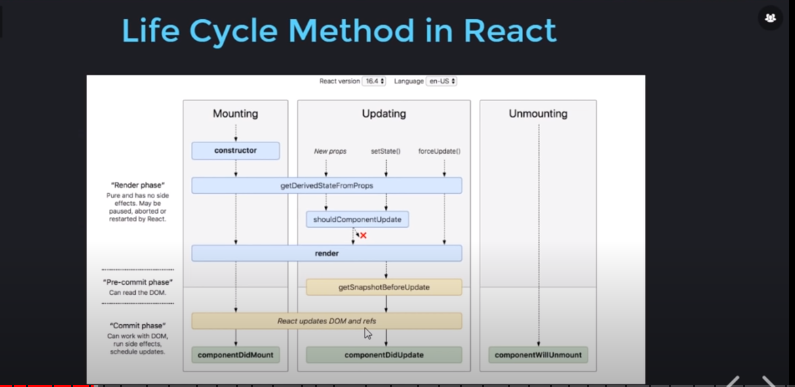 Life Cycle Method in React
React version 16.4 Language en-US
Mounting
Updating
Unmounting
constructor
New props
setState()
forceUpdate()
"Render phase"
Pure and has no side
effects. May be
paused, aborted or
restarted by React.
getDerivedStateFromProps
shouldComponentUpdate
render
"Pre-commit phase"
Can read the DOM.
getSnapshotBeforeUpdate
"Commit phase"
Can work with DOM,
run side effects,
schedule updates.
React updates DOM and refs
componentDidMount
componentDidUpdate
componentWillUnmount